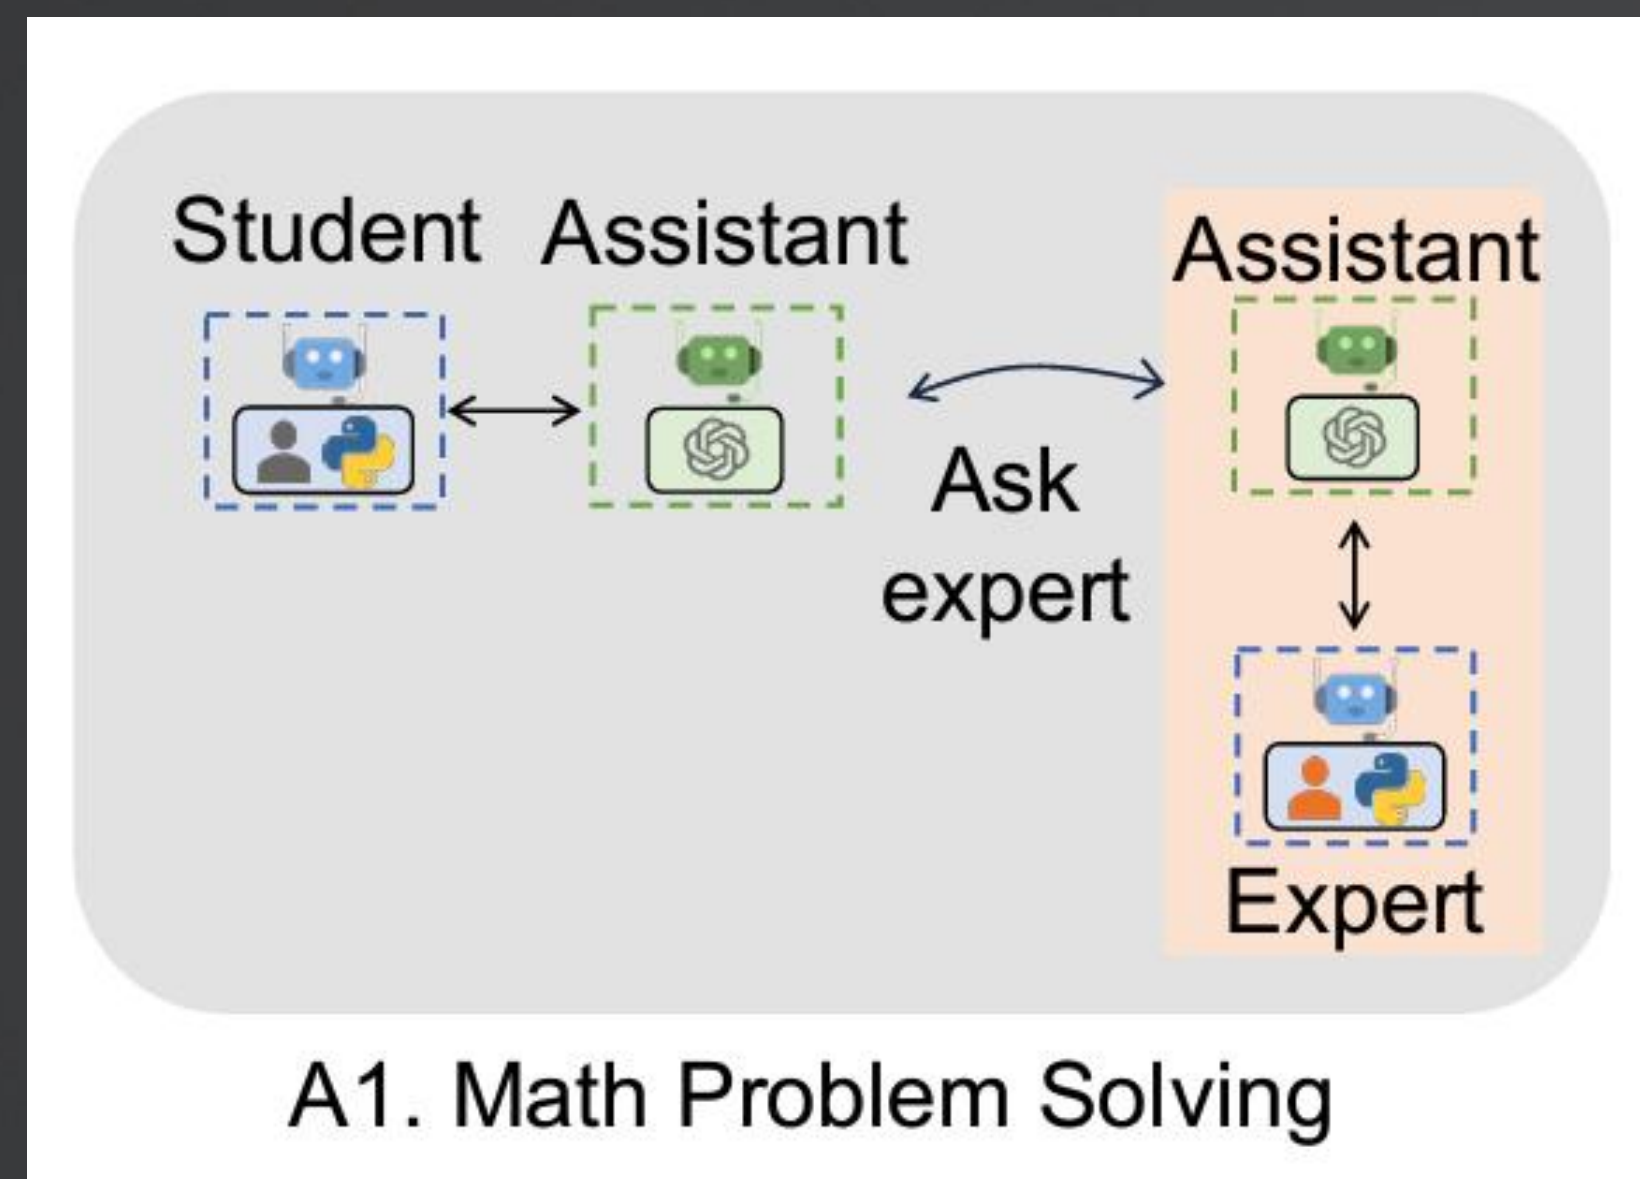 Student
Assistant
Assistant
Ask
expert
Expert
A1. Math Problem Solving